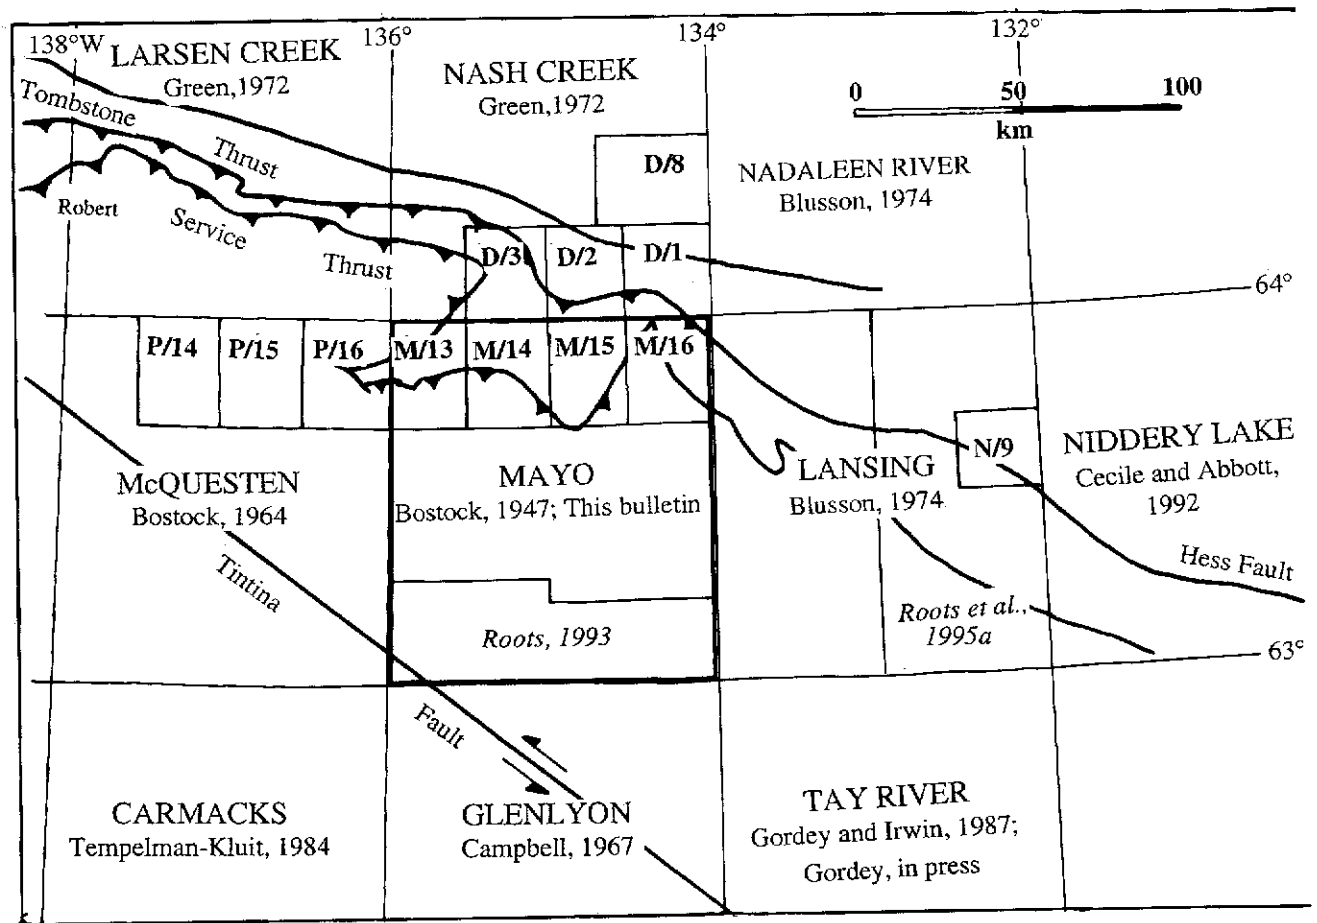 138°W
136°
134°
132°
LARSEN CREEK
Green,1972
NASH CREEK
Green,1972
0 50 100
km
Tombstone
Thrust
D/8
NADALEEN RIVER
Blusson, 1974
Robert
Service
Thrust
D/3 D/2 D/1
64°
P/14 P/15 P/16 M/13 M/14 M/15 M/16
N/9
NIDDERY LAKE
Cecile and Abbott,
1992
McQUESTEN
Bostock, 1964
MAYO
Bostock, 1947; This bulletin
LANSING
Blusson, 1974
Hess Fault
Tintina
Roots, 1993
Roots et al.,
1995a
63°
Fault
CARMACKS
Tempelman-Kluit, 1984
GLENLYON
Campbell, 1967
TAY RIVER
Gordey and Irwin, 1987;
Gordey, in press